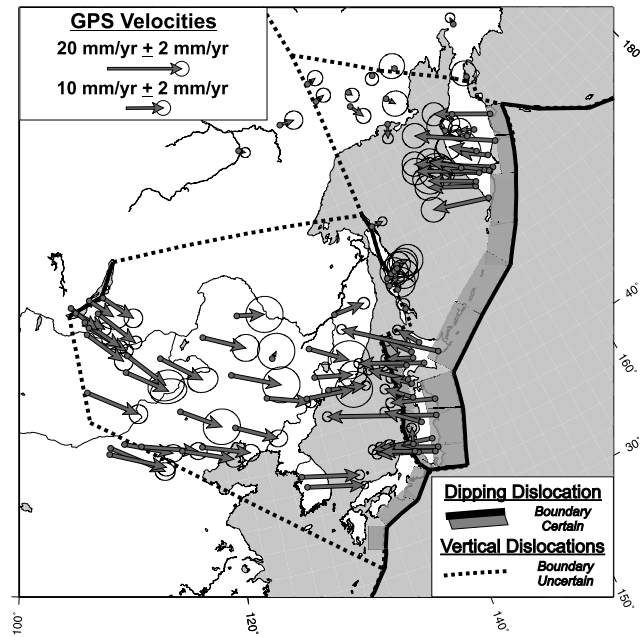 GPS Velocities
20 mm/yr ± 2 mm/yr
10 mm/yr ± 2 mm/yr
180
40°
160°
30°
Dipping Dislocation
Boundary
Certain
Vertical Dislocations
Boundary
Uncertain
100°
120°
140°
150°